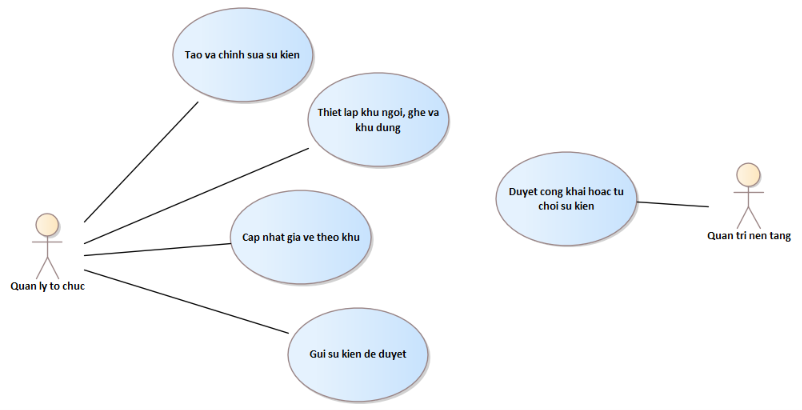 Tao va chinh sua su kien
Thiet lap khu ngoi, ghe va
khu dung
Duyet cong khai hoac tu
choi su kien
Quan tri nen tang
Cap nhat gia ve theo khu
Quan ly to chuc
Gui su kien de duyet